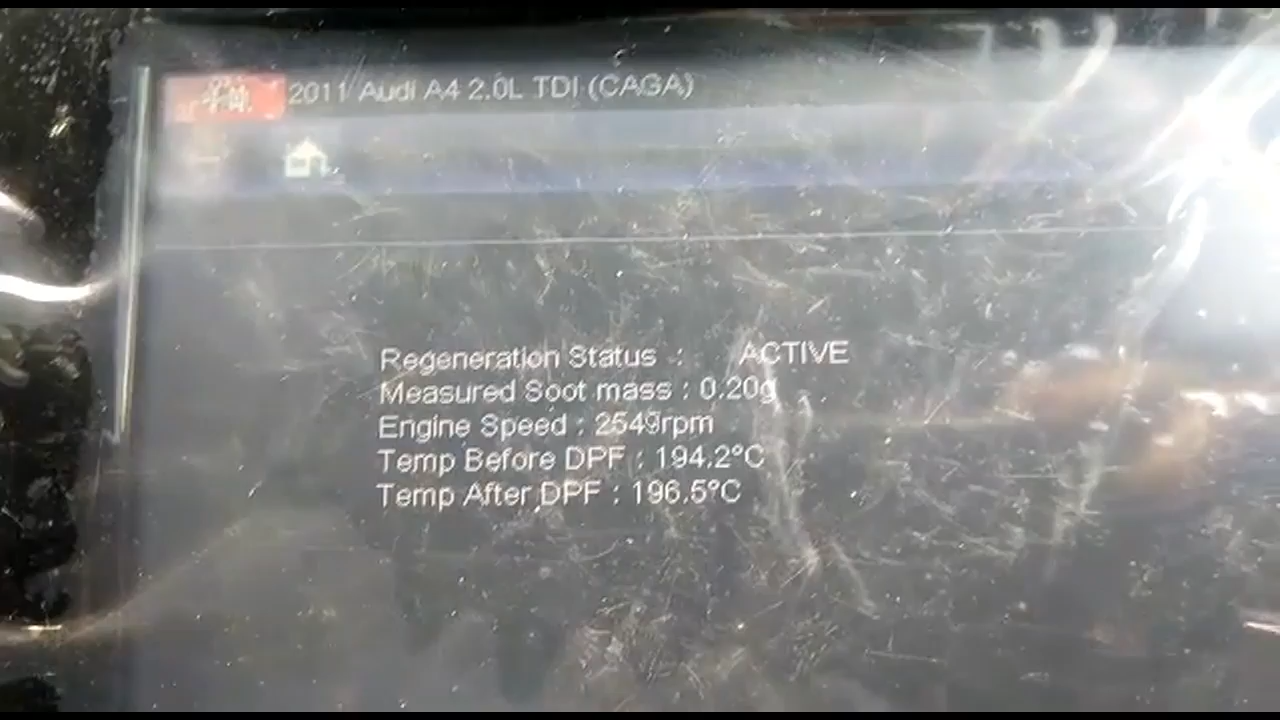 2011 Audi A4 2.0L TDI (CAGA)
Regeneration Status : ACTIVE
Measured Soot mass : 0.20g
Engine Speed : 2549rpm
Temp Before DPF : 194.2°C
Temp After DPF : 196.5°C